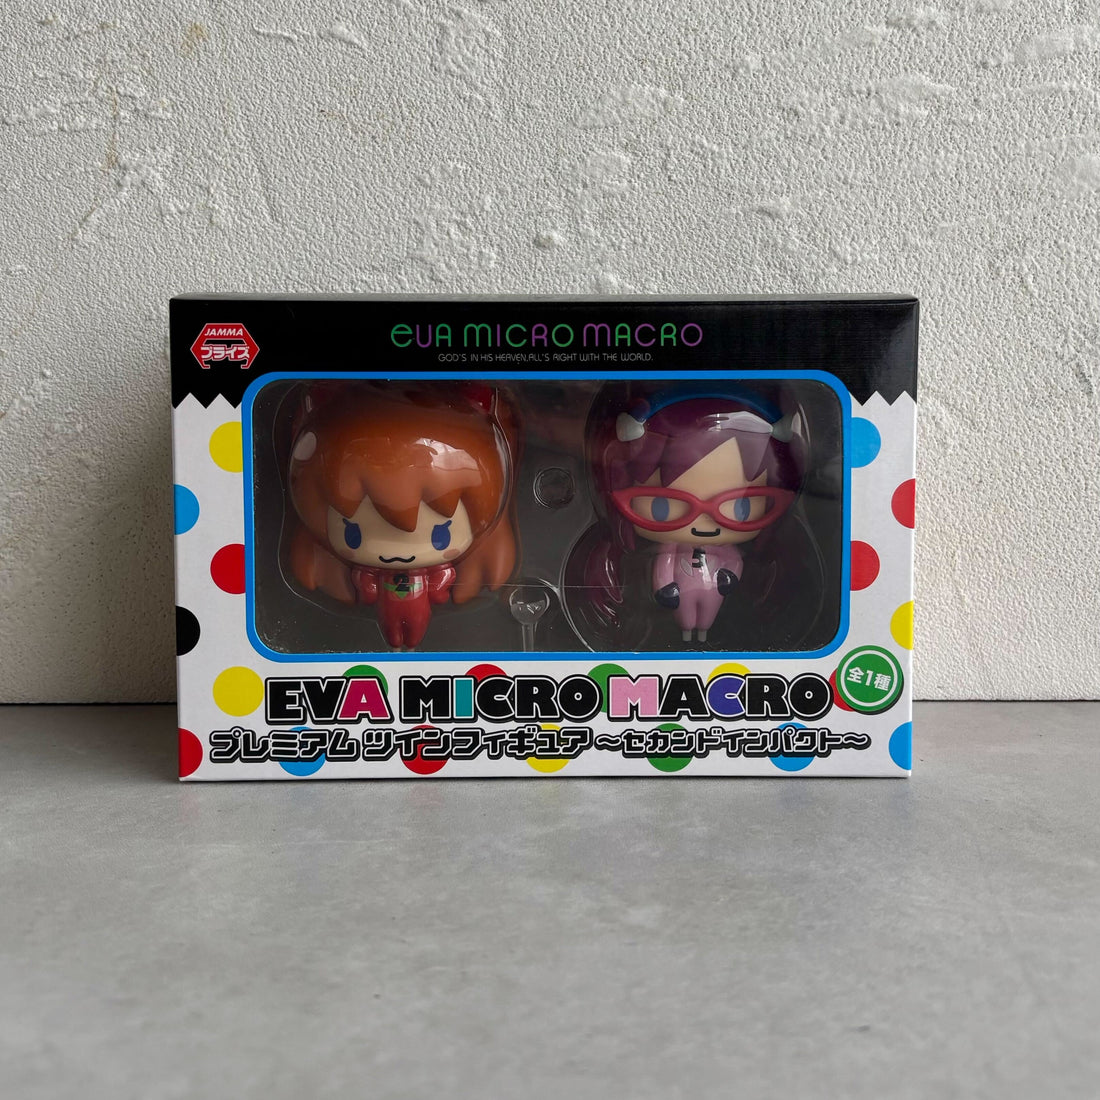 JAMMA
プライズ
eva micro macro
GOD'S IN HIS HEAVEN, ALL'S RIGHT WITH THE WORLD.
全1種
EVA MICRO MACRO
プレミアムツインフィギュア ～セカンドインパクト～